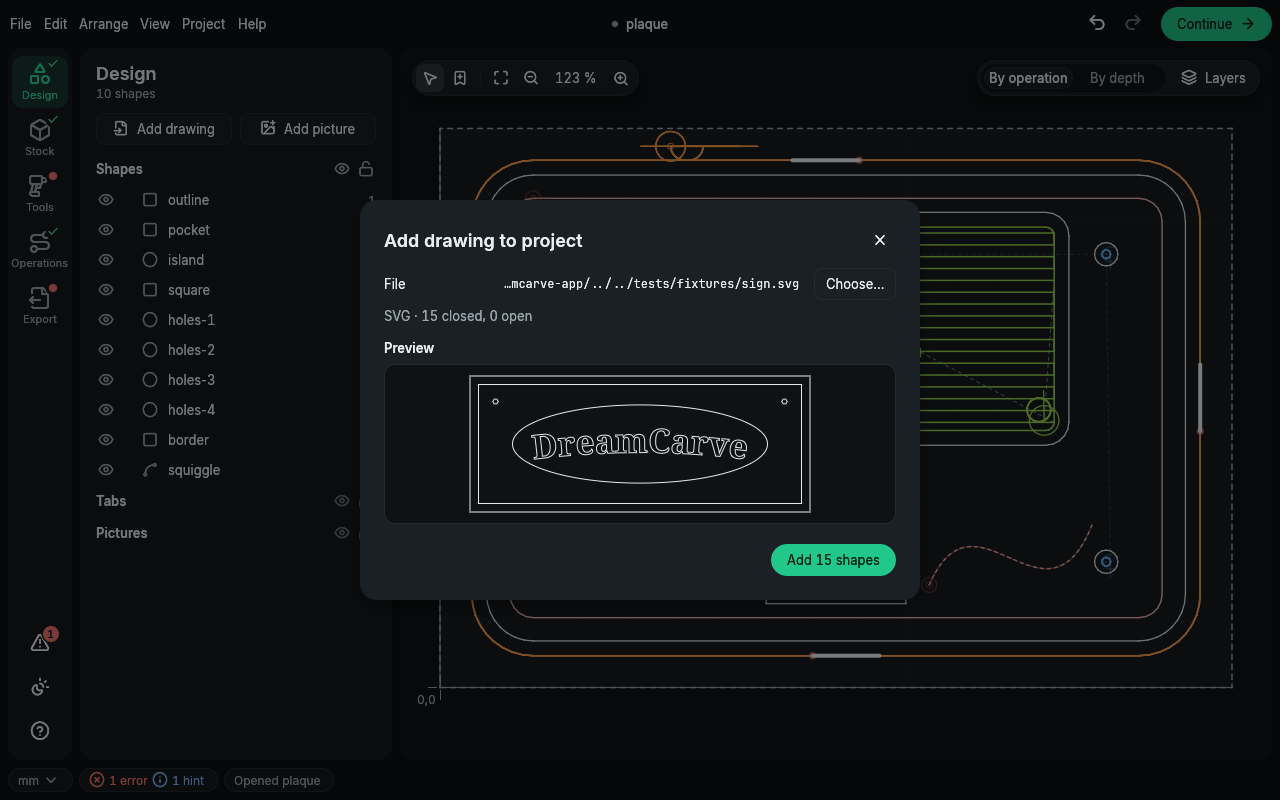 File Edit Arrange View Project Help
plaque
Continue
Design
Stock
Tools
Operations
Export
1
Design
10 shapes
Add drawing
Add picture
Shapes
outline
1
pocket
island
square
holes-1
holes-2
holes-3
holes-4
border
squiggle
Tabs
Pictures
123 %
By operation
By depth
Layers
Add drawing to project
File
…mcarve-app/../../tests/fixtures/sign.svg
Choose...
SVG · 15 closed, 0 open
Preview
DreamCarve
Add 15 shapes
0,0
mm
1 error
1 hint
Opened plaque